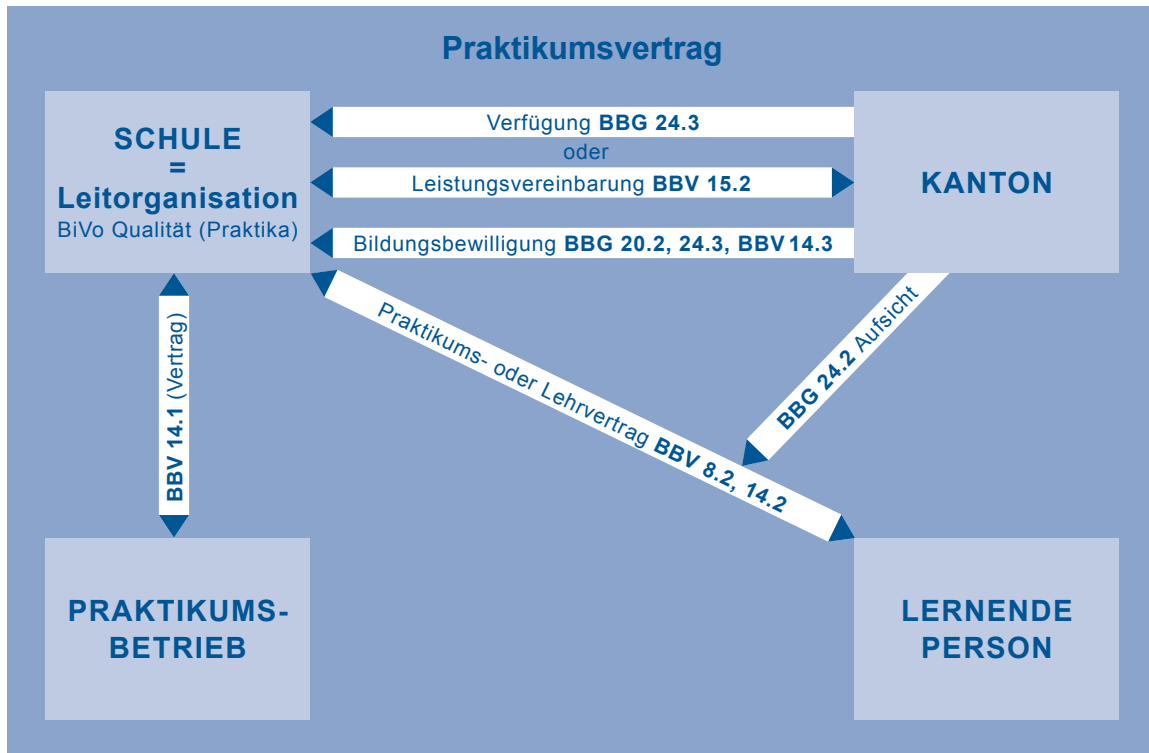 Praktikumsvertrag
SCHULE
=
Leitorganisation
BiVo Qualität (Praktika)
Verfügung BBG 24.3
oder
Leistungsvereinbarung BBV 15.2
Bildungsbewilligung BBG 20.2, 24.3, BBV 14.3
KANTON
BBV 14.1 (Vertrag)
Praktikums- oder Lehrvertrag BBV 8.2, 14.2
BBG 24.2 Aufsicht
PRAKTIKUMS-
BETRIEB
LERNENDE
PERSON